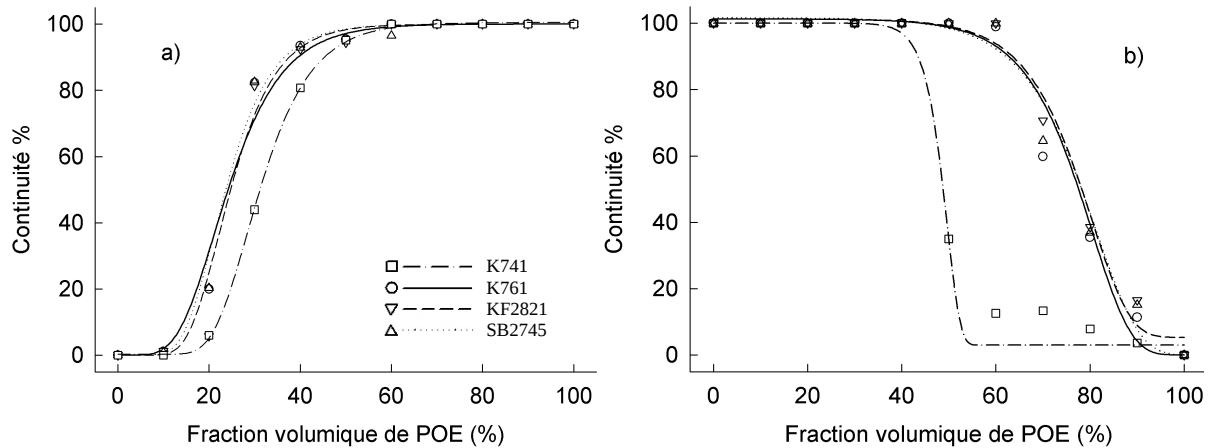 a)
Continuité %
100
80
60
40
20
0
K741
K761
KF2821
SB2745
0 20 40 60 80 100
Fraction volumique de POE (%)
b)
Continuité %
100
80
60
40
20
0
0 20 40 60 80 100
Fraction volumique de POE (%)